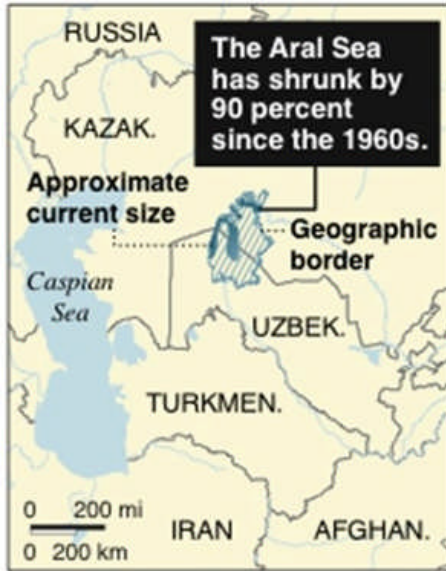 RUSSIA
The Aral Sea
has shrunk by
90 percent
since the 1960s.
KAZAK.
Approximate
current size
Geographic
border
Caspian
Sea
UZBEK.
TURKMEN.
0 200 mi
0 200 km
IRAN
AFGHAN.